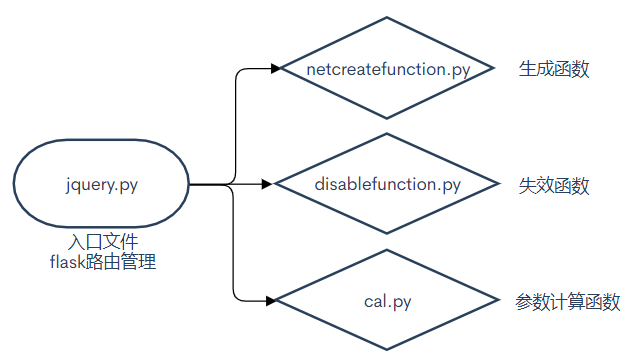 netcreatefunction.py
生成函数
jquery.py
disablefunction.py
失效函数
入口文件
flask路由管理
cal.py
参数计算函数